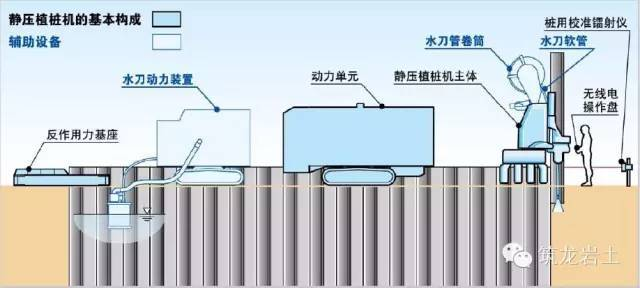 静压植桩机的基本构成
辅助设备
水刀动力装置
反作用力基座
动力单元
静压植桩机主体
水刀管卷筒
水刀软管
桩用校准镭射仪
无线电
操作盘
筑龙岩土